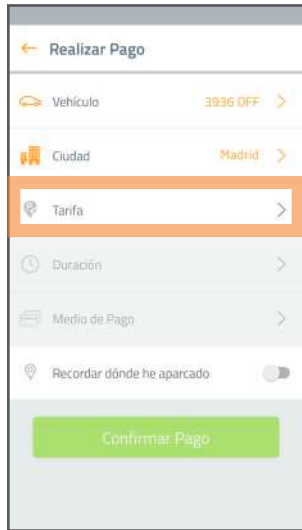 Realizar Pago
Vehículo 3936 DFF
Ciudad Madrid
Tarifa
Duración
Medio de Pago
Recordar dónde he aparcado
Confirmar Pago